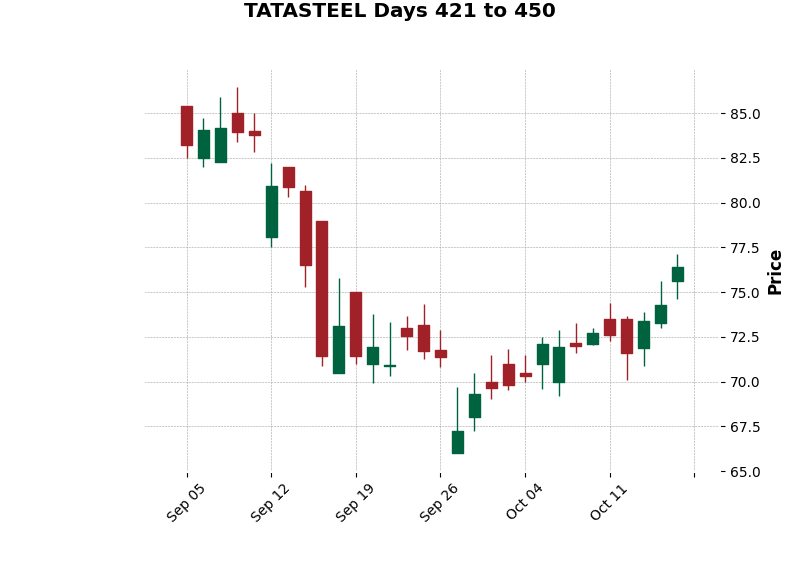 TATASTEEL Days 421 to 450
85.0
82.5
80.0
77.5
75.0
72.5
70.0
67.5
65.0
Price
Sep 05
Sep 12
Sep 19
Sep 26
Oct 04
Oct 11